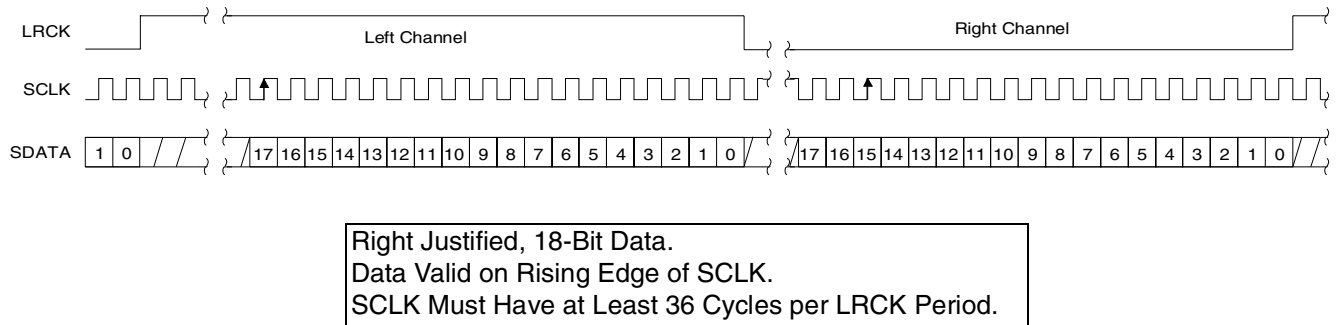 LRCK Left Channel Right Channel
SCLK
SDATA 1 0 17 16 15 14 13 12 11 10 9 8 7 6 5 4 3 2 1 0 17 16 15 14 13 12 11 10 9 8 7 6 5 4 3 2 1 0
Right Justified, 18-Bit Data.
Data Valid on Rising Edge of SCLK.
SCLK Must Have at Least 36 Cycles per LRCK Period.